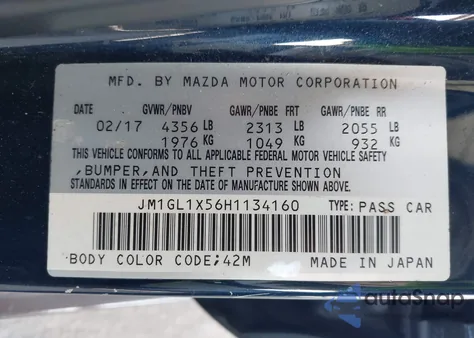 MFD. BY MAZDA MOTOR CORPORATION
DATE GVWR/PNBV GAWR/PNBE FRT GAWR/PNBE RR
02/17 4356 LB 2313 LB 2055 LB
1976 KG 1049 KG 932 KG
THIS VEHICLE CONFORMS TO ALL APPLICABLE FEDERAL MOTOR VEHICLE SAFETY
,BUMPER,AND THEFT PREVENTION
STANDARDS IN EFFECT ON THE DATE OF MANUFACTURE SHOWN ABOVE.
JM1GL1X56H1134160 TYPE: PASS CAR
BODY COLOR CODE;42M MADE IN JAPAN
autoSnap